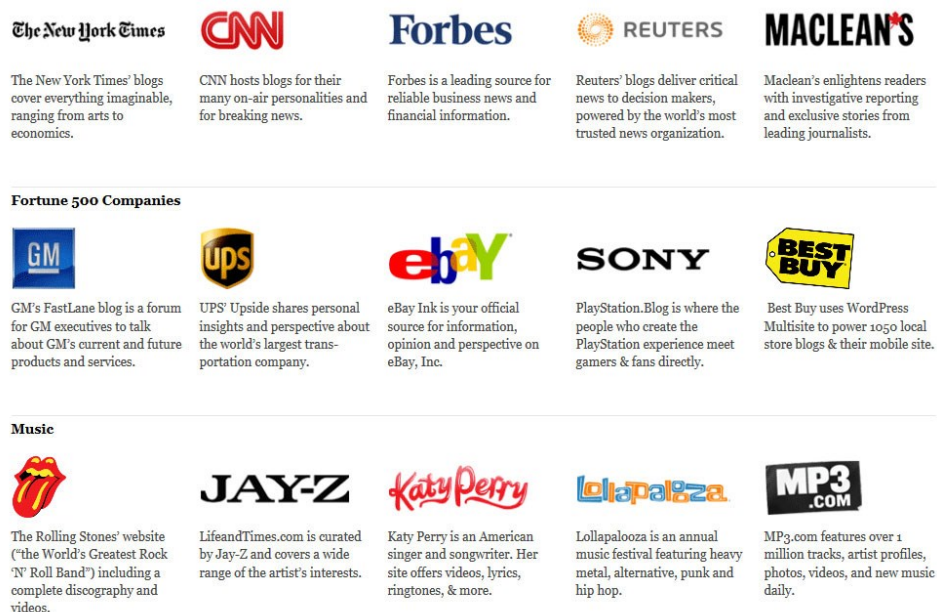 The New York Times
CNN
Forbes
REUTERS
MACLEAN'S
The New York Times' blogs
cover everything imaginable,
ranging from arts to
economics.
CNN hosts blogs for their
many on-air personalities and
for breaking news.
Forbes is a leading source for
reliable business news and
financial information.
Reuters' blogs deliver critical
news to decision makers,
powered by the world's most
trusted news organization.
Maclean's enlightens readers
with investigative reporting
and exclusive stories from
leading journalists.
Fortune 500 Companies
GM
ups
ebaY
SONY
BEST
BUY
GM's FastLane blog is a forum
for GM executives to talk
about GM's current and future
products and services.
UPS' Upside shares personal
insights and perspective about
the world's largest trans-
portation company.
eBay Ink is your official
source for information,
opinion and perspective on
eBay, Inc.
PlayStation.Blog is where the
people who create the
PlayStation experience meet
gamers & fans directly.
Best Buy uses WordPress
Multisite to power 1050 local
store blogs & their mobile site.
Music
JAY-Z
Katy Perry
Lollapalooza
MP3
.COM
The Rolling Stones' website
("the World's Greatest Rock
'N' Roll Band") including a
complete discography and
videos.
LifeandTimes.com is curated
by Jay-Z and covers a wide
range of the artist's interests.
Katy Perry is an American
singer and songwriter. Her
site offers videos, lyrics,
ringtones, & more.
Lollapalooza is an annual
music festival featuring heavy
metal, alternative, punk and
hip hop.
MP3.com features over 1
million tracks, artist profiles,
photos, videos, and new music
daily.